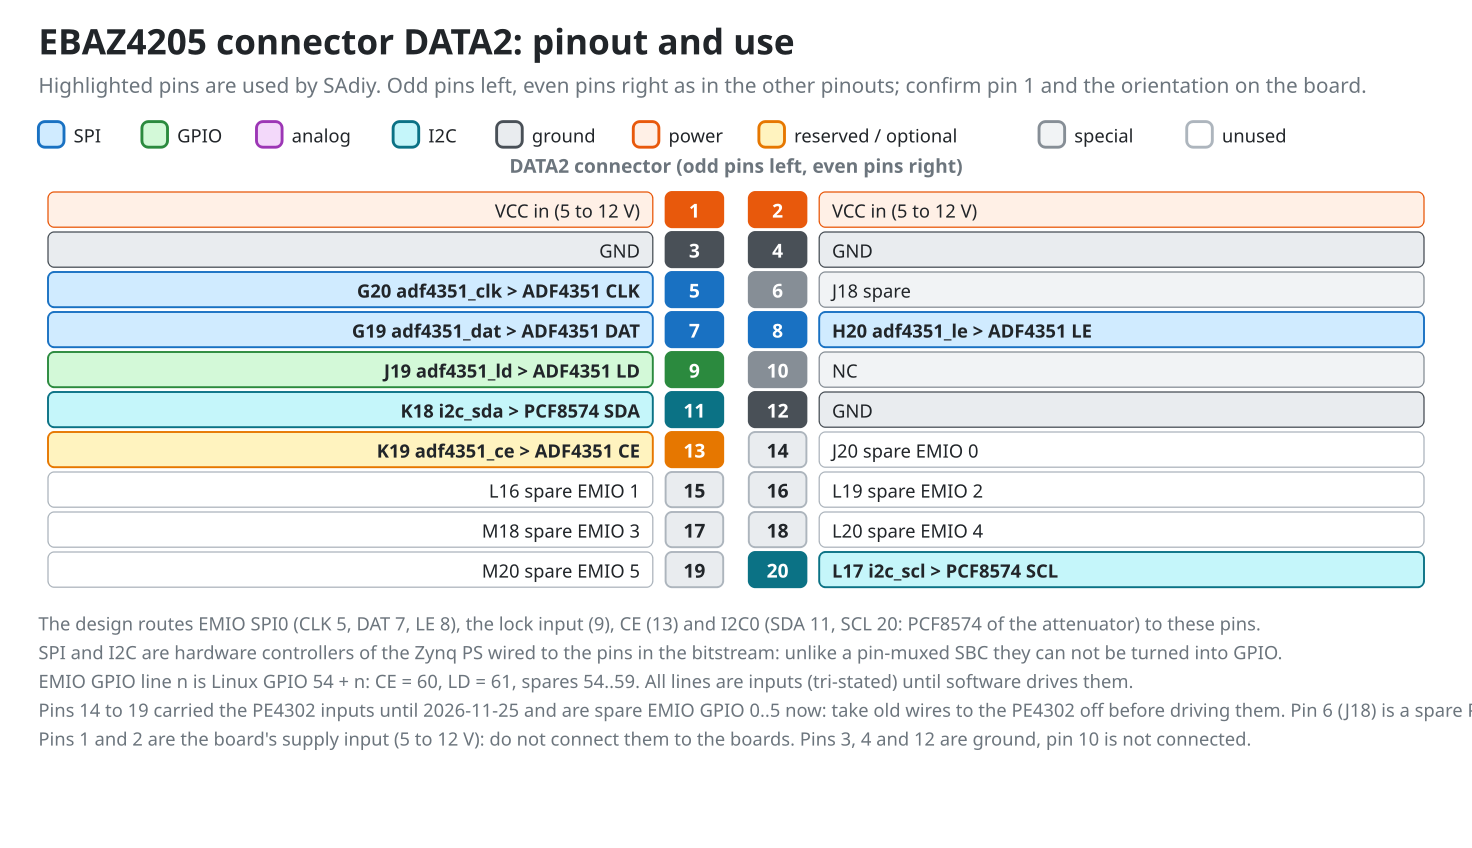 EBAZ4205 connector DATA2: pinout and use
Highlighted pins are used by SAdiy. Odd pins left, even pins right as in the other pinouts; confirm pin 1 and the orientation on the board.
SPI GPIO analog I2C ground power reserved / optional special unused
DATA2 connector (odd pins left, even pins right)
VCC in (5 to 12 V) 1 2 VCC in (5 to 12 V)
GND 3 4 GND
G20 adf4351_clk > ADF4351 CLK 5 6 J18 spare
G19 adf4351_dat > ADF4351 DAT 7 8 H20 adf4351_le > ADF4351 LE
J19 adf4351_ld > ADF4351 LD 9 10 NC
K18 i2c_sda > PCF8574 SDA 11 12 GND
K19 adf4351_ce > ADF4351 CE 13 14 J20 spare EMIO 0
L16 spare EMIO 1 15 16 L19 spare EMIO 2
M18 spare EMIO 3 17 18 L20 spare EMIO 4
M20 spare EMIO 5 19 20 L17 i2c_scl > PCF8574 SCL
The design routes EMIO SPI0 (CLK 5, DAT 7, LE 8), the lock input (9), CE (13) and I2C0 (SDA 11, SCL 20: PCF8574 of the attenuator) to these pins.
SPI and I2C are hardware controllers of the Zynq PS wired to the pins in the bitstream: unlike a pin-muxed SBC they can not be turned into GPIO.
EMIO GPIO line n is Linux GPIO 54 + n: CE = 60, LD = 61, spares 54..59. All lines are inputs (tri-stated) until software drives them.
Pins 14 to 19 carried the PE4302 inputs until 2026-11-25 and are spare EMIO GPIO 0..5 now: take old wires to the PE4302 off before driving them. Pin 6 (J18) is a spare
Pins 1 and 2 are the board's supply input (5 to 12 V): do not connect them to the boards. Pins 3, 4 and 12 are ground, pin 10 is not connected.